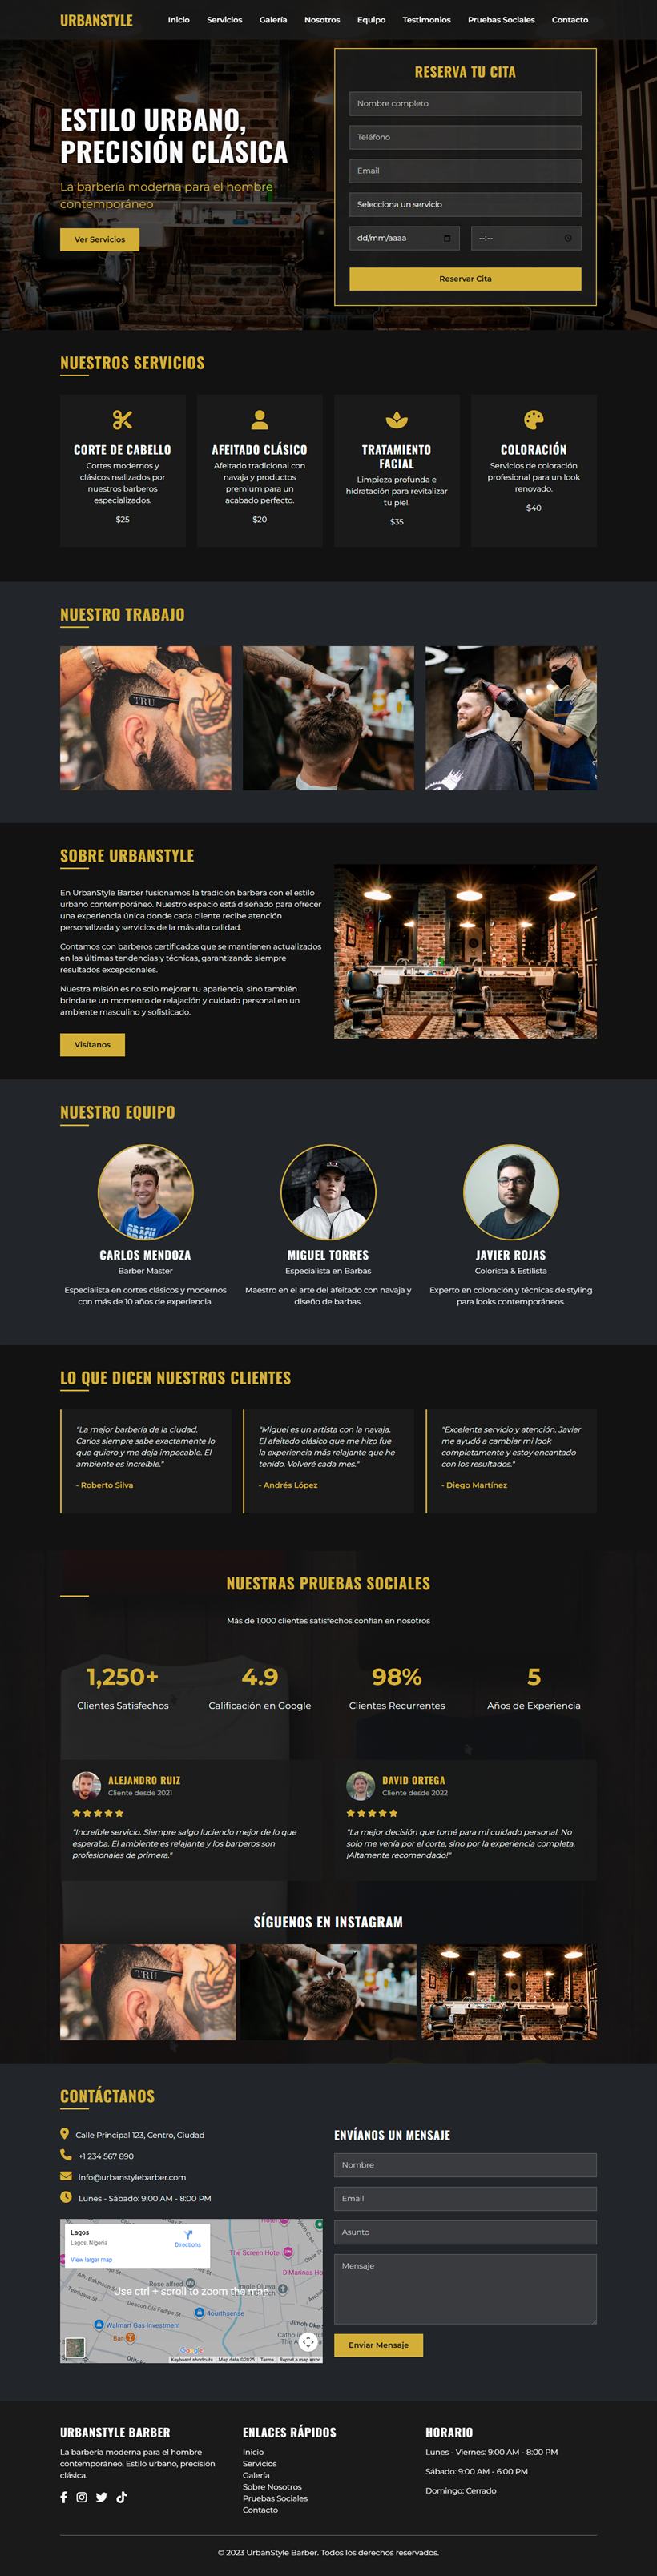 URBANSTYLE
Inicio Servicios Galería Nosotros Equipo Testimonios Pruebas Sociales Contacto
ESTILO URBANO,
PRECISIÓN CLÁSICA
La barbería moderna para el hombre
contemporáneo
Ver Servicios
RESERVA TU CITA
Nombre completo
Teléfono
Email
Selecciona un servicio
dd/mm/aaaa
--:--
Reservar Cita
NUESTROS SERVICIOS
CORTE DE CABELLO
Cortes modernos y
clásicos realizados por
nuestros barberos
especializados.
$25
AFEITADO CLÁSICO
Afeitado tradicional con
navaja y productos
premium para un
acabado perfecto.
$20
TRATAMIENTO
FACIAL
Limpieza profunda e
hidratación para revitalizar
tu piel.
$35
COLORACIÓN
Servicios de coloración
profesional para un look
renovado.
$40
NUESTRO TRABAJO
TRU
SOBRE URBANSTYLE
En UrbanStyle Barber fusionamos la tradición barbera con el estilo
urbano contemporáneo. Nuestro espacio está diseñado para ofrecer
una experiencia única donde cada cliente recibe atención
personalizada y servicios de la más alta calidad.
Contamos con barberos certificados que se mantienen actualizados
en las últimas tendencias y técnicas, garantizando siempre
resultados excepcionales.
Nuestra misión es no solo mejorar tu apariencia, sino también
brindarte un momento de relajación y cuidado personal en un
ambiente masculino y sofisticado.
Visítanos
NUESTRO EQUIPO
CARLOS MENDOZA
Barber Master
Especialista en cortes clásicos y modernos
con más de 10 años de experiencia.
MIGUEL TORRES
Especialista en Barbas
Maestro en el arte del afeitado con navaja y
diseño de barbas.
JAVIER ROJAS
Colorista & Estilista
Experto en coloración y técnicas de styling
para looks contemporáneos.
LO QUE DICEN NUESTROS CLIENTES
"La mejor barbería de la ciudad.
Carlos siempre sabe exactamente lo
que quiero y me deja impecable. El
ambiente es increíble."
- Roberto Silva
"Miguel es un artista con la navaja.
El afeitado clásico que me hizo fue
la experiencia más relajante que he
tenido. Volveré cada mes."
- Andrés López
"Excelente servicio y atención. Javier
me ayudó a cambiar mi look
completamente y estoy encantado
con los resultados."
- Diego Martínez
NUESTRAS PRUEBAS SOCIALES
Más de 1,000 clientes satisfechos confían en nosotros
1,250+
Clientes Satisfechos
4.9
Calificación en Google
98%
Clientes Recurrentes
5
Años de Experiencia
ALEJANDRO RUIZ
Cliente desde 2021
"Increíble servicio. Siempre salgo luciendo mejor de lo que
esperaba. El ambiente es relajante y los barberos son
profesionales de primera."
DAVID ORTEGA
Cliente desde 2022
"La mejor decisión que tomé para mi cuidado personal. No
solo me venía por el corte, sino por la experiencia completa.
¡Altamente recomendado!"
SÍGUENOS EN INSTAGRAM
TRU
CONTÁCTANOS
Calle Principal 123, Centro, Ciudad
+1 234 567 890
info@urbanstylebarber.com
Lunes - Sábado: 9:00 AM - 8:00 PM
Lagos
Lagos, Nigeria
Directions
View larger map
The Screen Hotel
D'Marinas Ho
Rose alfred
Use ctrl + scroll to zoom the map
4ourthsense
Walmart Gas Investment
Bar
Google
Keyboard shortcuts Map data ©2025 Terms Report a map error
ENVÍANOS UN MENSAJE
Nombre
Email
Asunto
Mensaje
Enviar Mensaje
URBANSTYLE BARBER
La barbería moderna para el hombre
contemporáneo. Estilo urbano, precisión
clásica.
ENLACES RÁPIDOS
Inicio
Servicios
Galería
Sobre Nosotros
Pruebas Sociales
Contacto
HORARIO
Lunes - Viernes: 9:00 AM - 8:00 PM
Sábado: 9:00 AM - 6:00 PM
Domingo: Cerrado
© 2023 UrbanStyle Barber. Todos los derechos reservados.